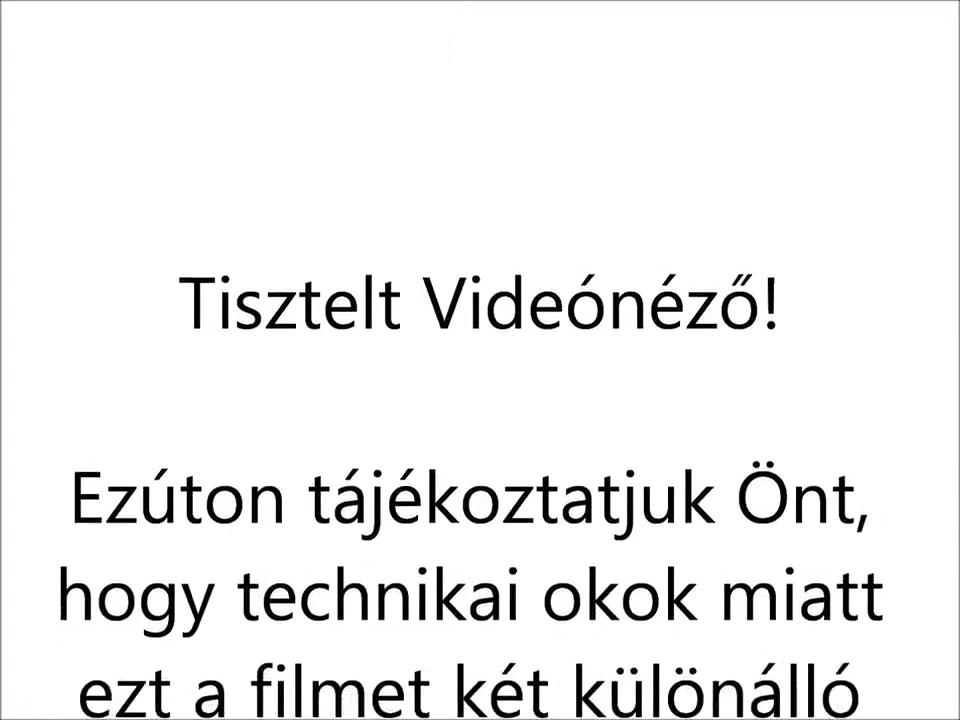 Tisztelt Videónéző!
Ezúton tájékoztatjuk Önt,
hogy technikai okok miatt
ezt a filmet két különálló